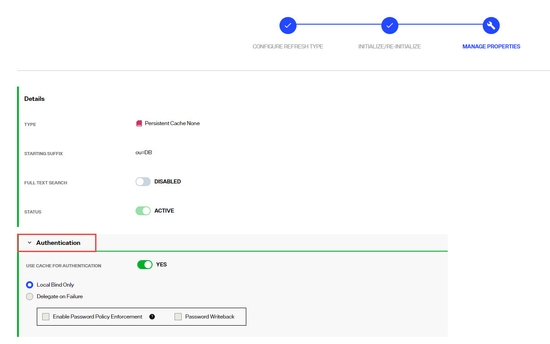 CONFIGURE REFRESH TYPE
INITIALIZE/RE-INITIALIZE
MANAGE PROPERTIES
Details
TYPE
Persistent Cache None
STARTING SUFFIX
ou=DB
FULL TEXT SEARCH
DISABLED
STATUS
ACTIVE
Authentication
USE CACHE FOR AUTHENTICATION
YES
Local Bind Only
Delegate on Failure
Enable Password Policy Enforcement ?
Password Writeback